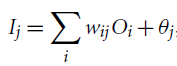 I_j = \sum_i w_{ij} O_i + \theta_j,